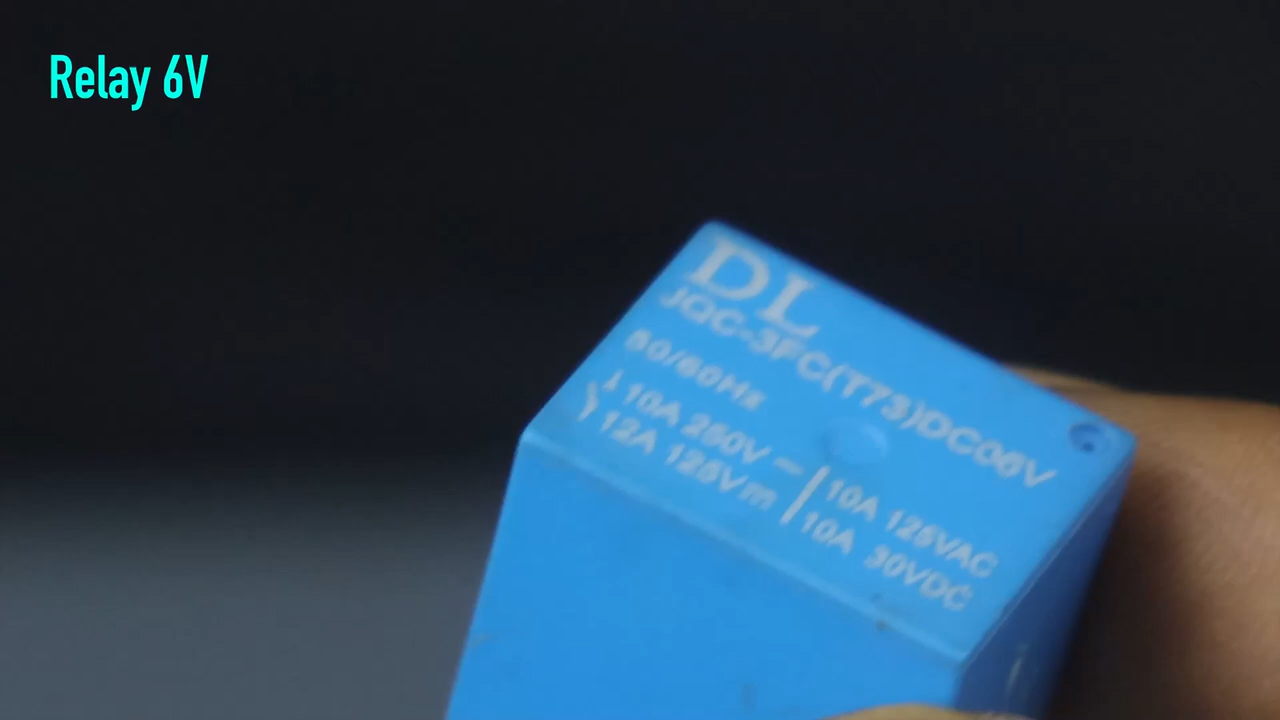 Relay 6V
DL
JQC-3FC(T73)DC06V
50/60Hz
10A 250V ~
12A 125V m
10A 125VAC
10A 30VDC